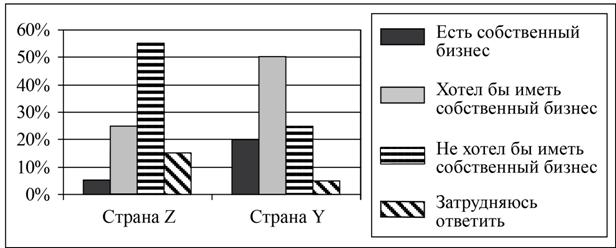 60%
50%
40%
30%
20%
10%
0%
Страна Z
Страна Y
Есть собственный
бизнес
Хотел бы иметь
собственный бизнес
Не хотел бы иметь
собственный бизнес
Затрудняюсь
ответить